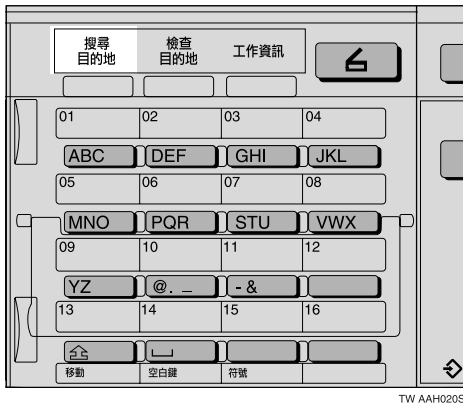 搜尋
目的地
檢查
目的地
工作資訊
01 02 03 04
ABC DEF GHI JKL
05 06 07 08
MNO PQR STU VWX
09 10 11 12
YZ @. _ - &
13 14 15 16
移動 空白鍵 符號
TW AAH020S